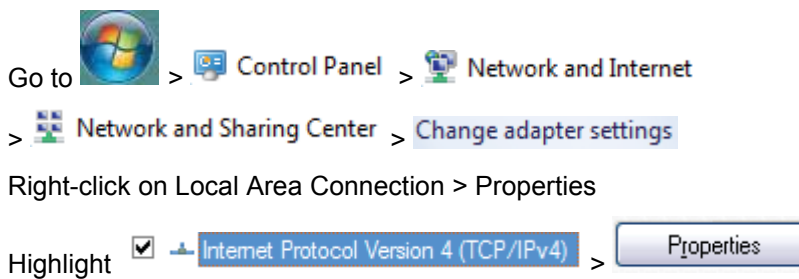 Go to > Control Panel > Network and Internet
> Network and Sharing Center > Change adapter settings
Right-click on Local Area Connection > Properties
Highlight Internet Protocol Version 4 (TCP/IPv4) > Properties